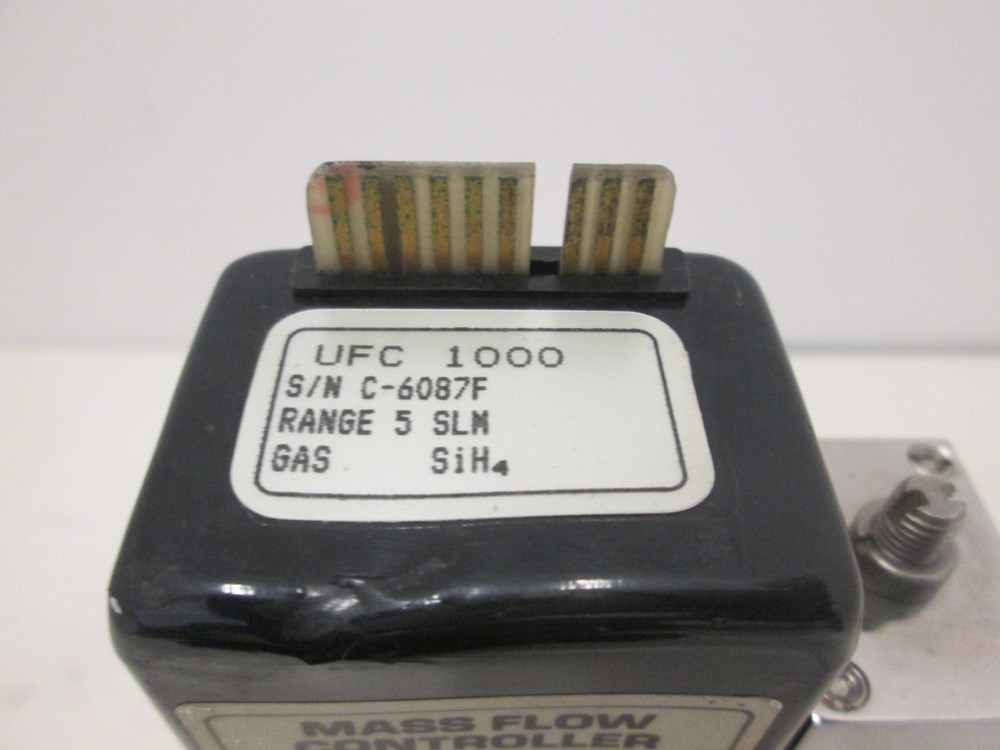 UFC 1000
S/N C-6087F
RANGE 5 SLM
GAS SiH₄
MASS FLOW
CONTROLLER